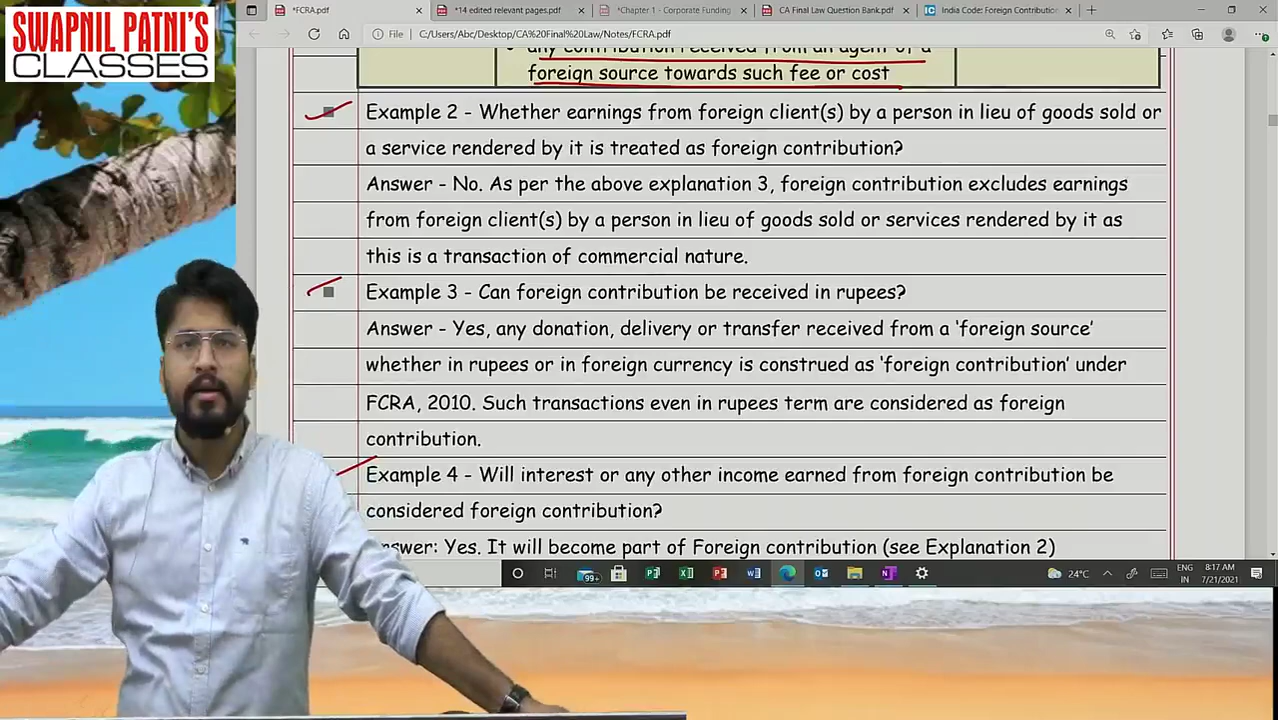 SWAPNIL PATNI'S
CLASSES
*FCRA.pdf
*14 edited relevant pages.pdf
*Chapter 1 - Corporate Funding
CA Final Law Question Bank.pdf
India Code: Foreign Contribution
File | C:/Users/Abc/Desktop/CA%20Final%20Law/Notes/FCRA.pdf
any contribution received from an agent of a
foreign source towards such fee or cost
Example 2 - Whether earnings from foreign client(s) by a person in lieu of goods sold or
a service rendered by it is treated as foreign contribution?
Answer - No. As per the above explanation 3, foreign contribution excludes earnings
from foreign client(s) by a person in lieu of goods sold or services rendered by it as
this is a transaction of commercial nature.
Example 3 - Can foreign contribution be received in rupees?
Answer - Yes, any donation, delivery or transfer received from a ‘foreign source’
whether in rupees or in foreign currency is construed as ‘foreign contribution’ under
FCRA, 2010. Such transactions even in rupees term are considered as foreign
contribution.
Example 4 - Will interest or any other income earned from foreign contribution be
considered foreign contribution?
nswer: Yes. It will become part of Foreign contribution (see Explanation 2)
99+
24°C
ENG
IN
8:17 AM
7/21/2021